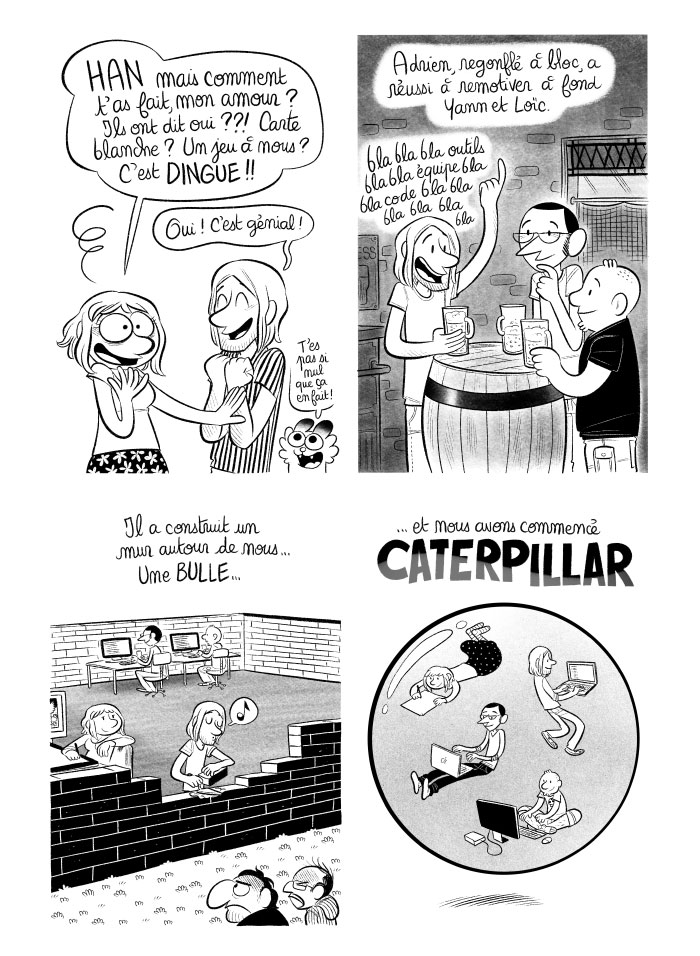 HAN mais comment
t'as fait, mon amour ?
Ils ont dit oui ??! Carte
blanche ? Un jeu à nous ?
C'est DINGUE !!
Oui ! C'est génial !
T'es
pas si
nul
que ça
en fait !
Adrien, regonflé à bloc, a
réussi à remotiver à fond
Yann et Loïc.
bla bla bla outils
bla bla équipe bla
bla code bla bla
bla bla bla
bla
Il a construit un
mur autour de nous...
Une BULLE...
... et nous avons commencé
CATERPILLAR